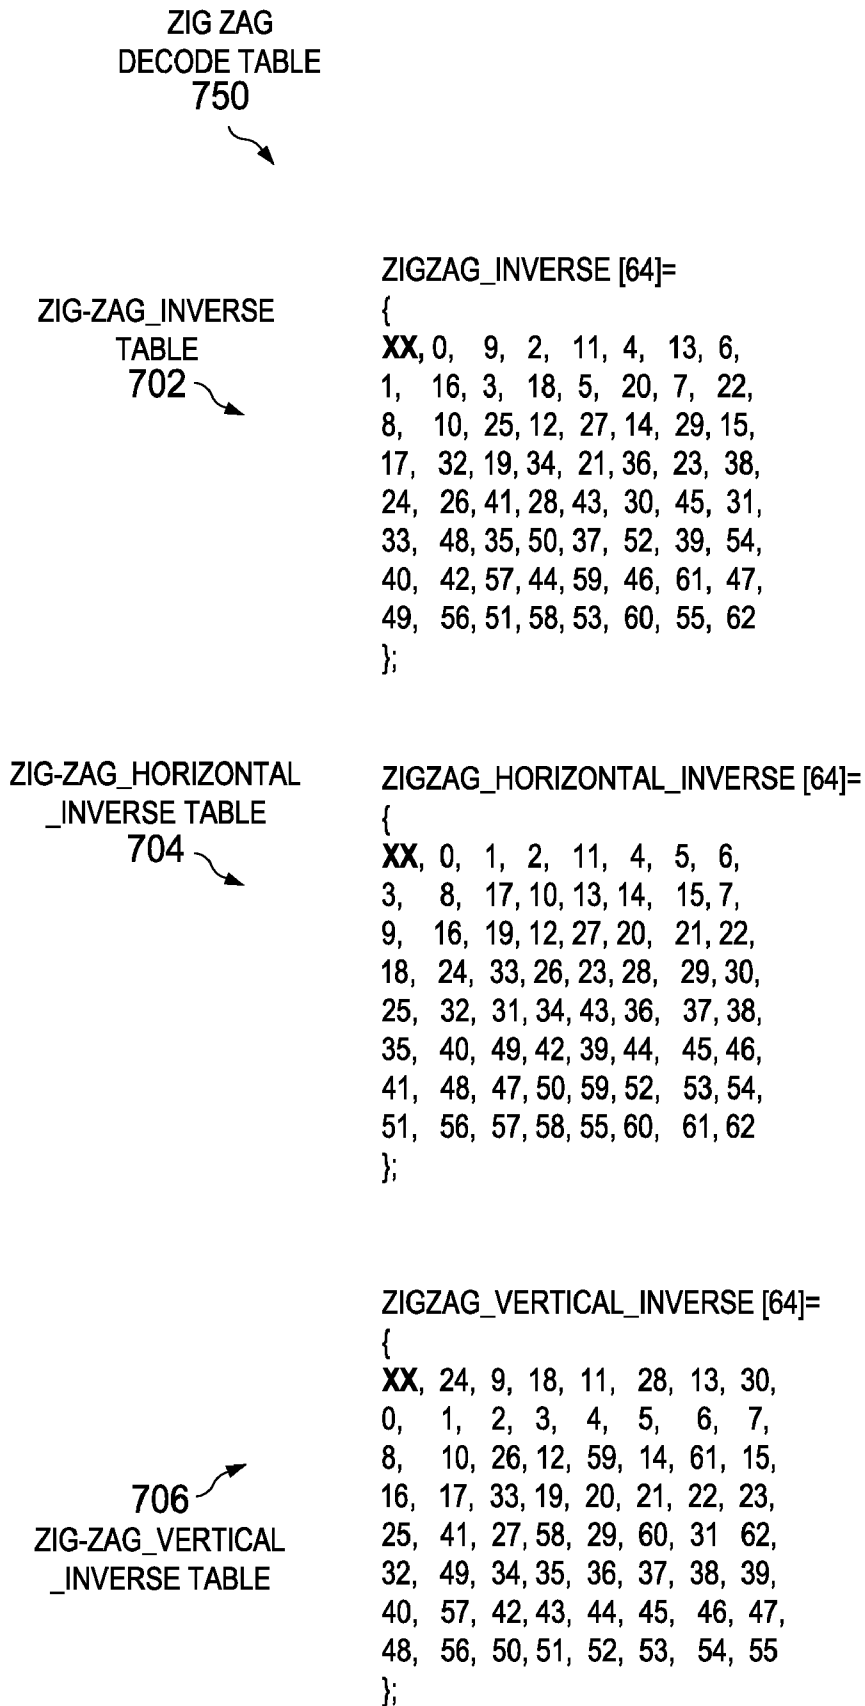 ZIG ZAG
DECODE TABLE
750
ZIG-ZAG_INVERSE
TABLE
702
ZIGZAG_INVERSE [64]=
{
XX, 0, 9, 2, 11, 4, 13, 6,
1, 16, 3, 18, 5, 20, 7, 22,
8, 10, 25, 12, 27, 14, 29, 15,
17, 32, 19, 34, 21, 36, 23, 38,
24, 26, 41, 28, 43, 30, 45, 31,
33, 48, 35, 50, 37, 52, 39, 54,
40, 42, 57, 44, 59, 46, 61, 47,
49, 56, 51, 58, 53, 60, 55, 62
};
ZIG-ZAG_HORIZONTAL
_INVERSE TABLE
704
ZIGZAG_HORIZONTAL_INVERSE [64]=
{
XX, 0, 1, 2, 11, 4, 5, 6,
3, 8, 17, 10, 13, 14, 15, 7,
9, 16, 19, 12, 27, 20, 21, 22,
18, 24, 33, 26, 23, 28, 29, 30,
25, 32, 31, 34, 43, 36, 37, 38,
35, 40, 49, 42, 39, 44, 45, 46,
41, 48, 47, 50, 59, 52, 53, 54,
51, 56, 57, 58, 55, 60, 61, 62
};
706
ZIG-ZAG_VERTICAL
_INVERSE TABLE
ZIGZAG_VERTICAL_INVERSE [64]=
{
XX, 24, 9, 18, 11, 28, 13, 30,
0, 1, 2, 3, 4, 5, 6, 7,
8, 10, 26, 12, 59, 14, 61, 15,
16, 17, 33, 19, 20, 21, 22, 23,
25, 41, 27, 58, 29, 60, 31 62,
32, 49, 34, 35, 36, 37, 38, 39,
40, 57, 42, 43, 44, 45, 46, 47,
48, 56, 50, 51, 52, 53, 54, 55
};